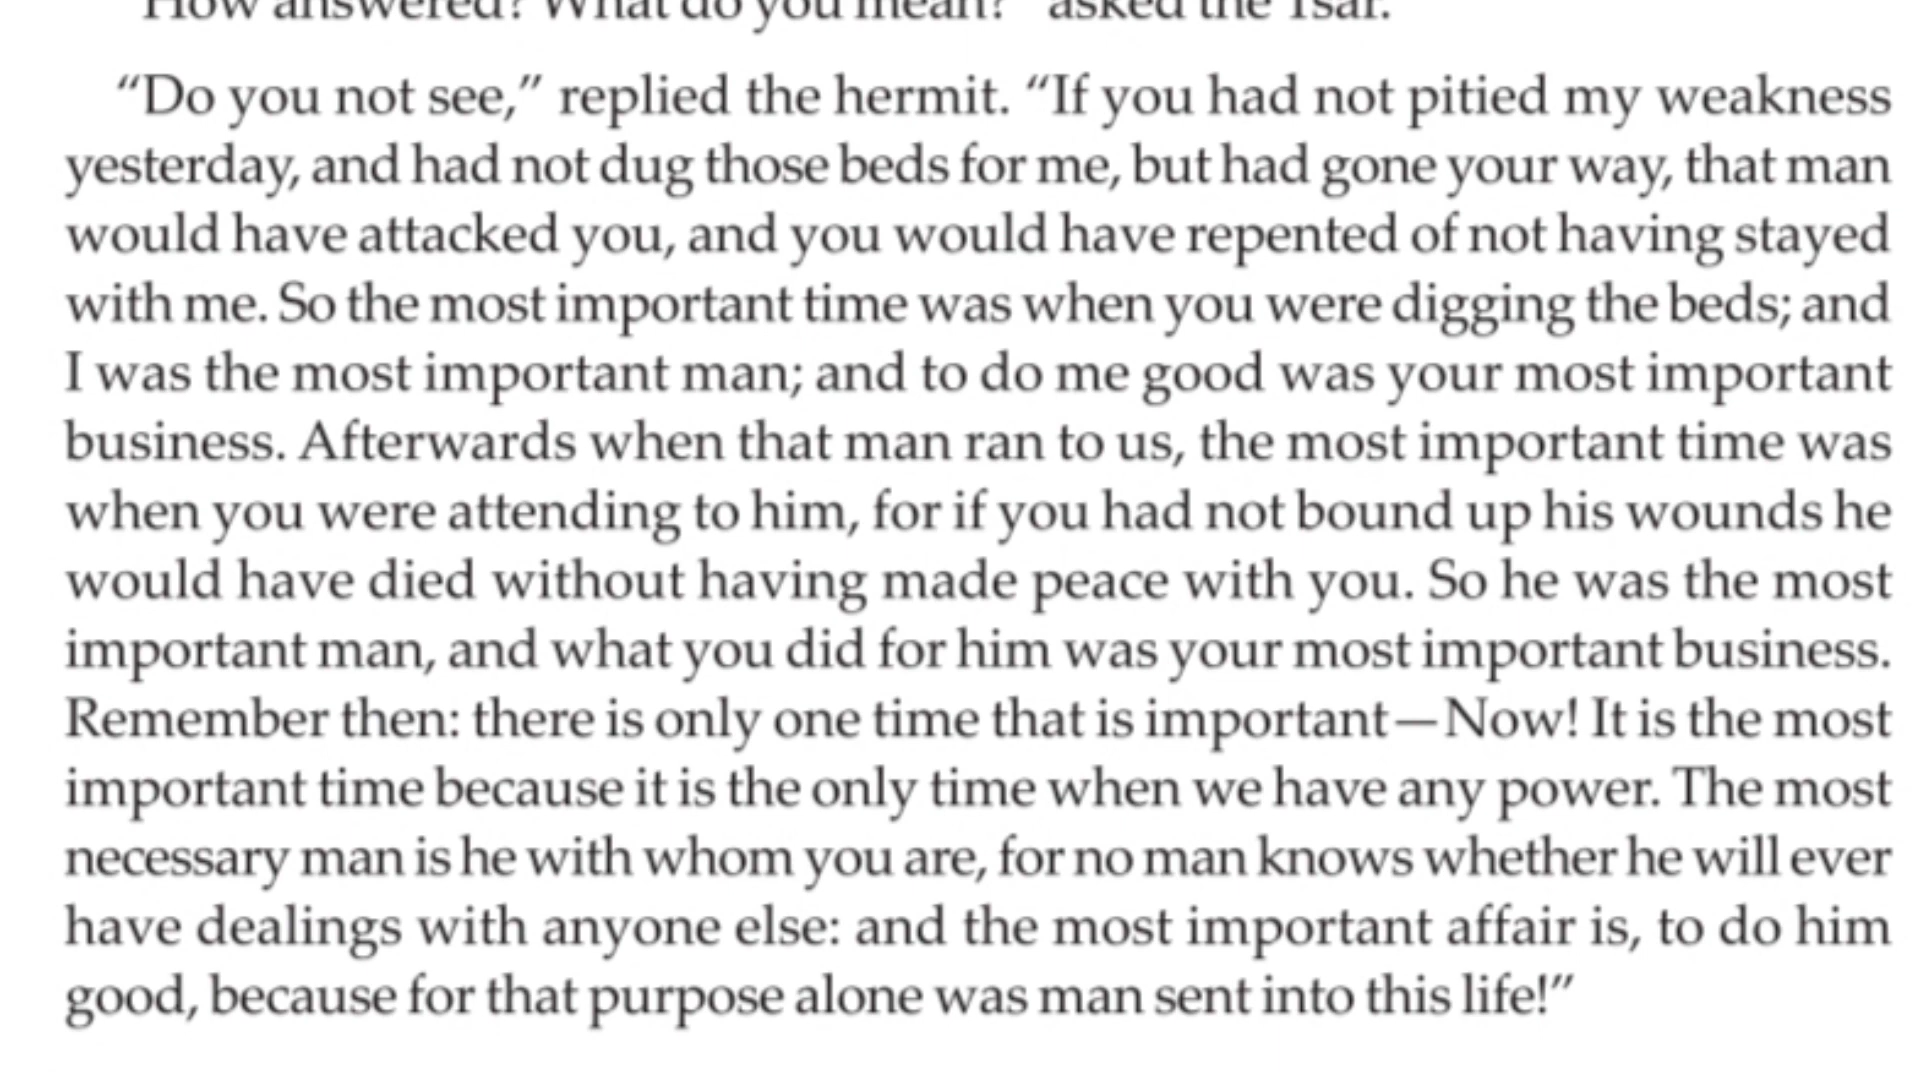 How answered? What do you mean?" asked the Tsar.
“Do you not see,” replied the hermit. “If you had not pitied my weakness
yesterday, and had not dug those beds for me, but had gone your way, that man
would have attacked you, and you would have repented of not having stayed
with me. So the most important time was when you were digging the beds; and
I was the most important man; and to do me good was your most important
business. Afterwards when that man ran to us, the most important time was
when you were attending to him, for if you had not bound up his wounds he
would have died without having made peace with you. So he was the most
important man, and what you did for him was your most important business.
Remember then: there is only one time that is important—Now! It is the most
important time because it is the only time when we have any power. The most
necessary man is he with whom you are, for no man knows whether he will ever
have dealings with anyone else: and the most important affair is, to do him
good, because for that purpose alone was man sent into this life!”